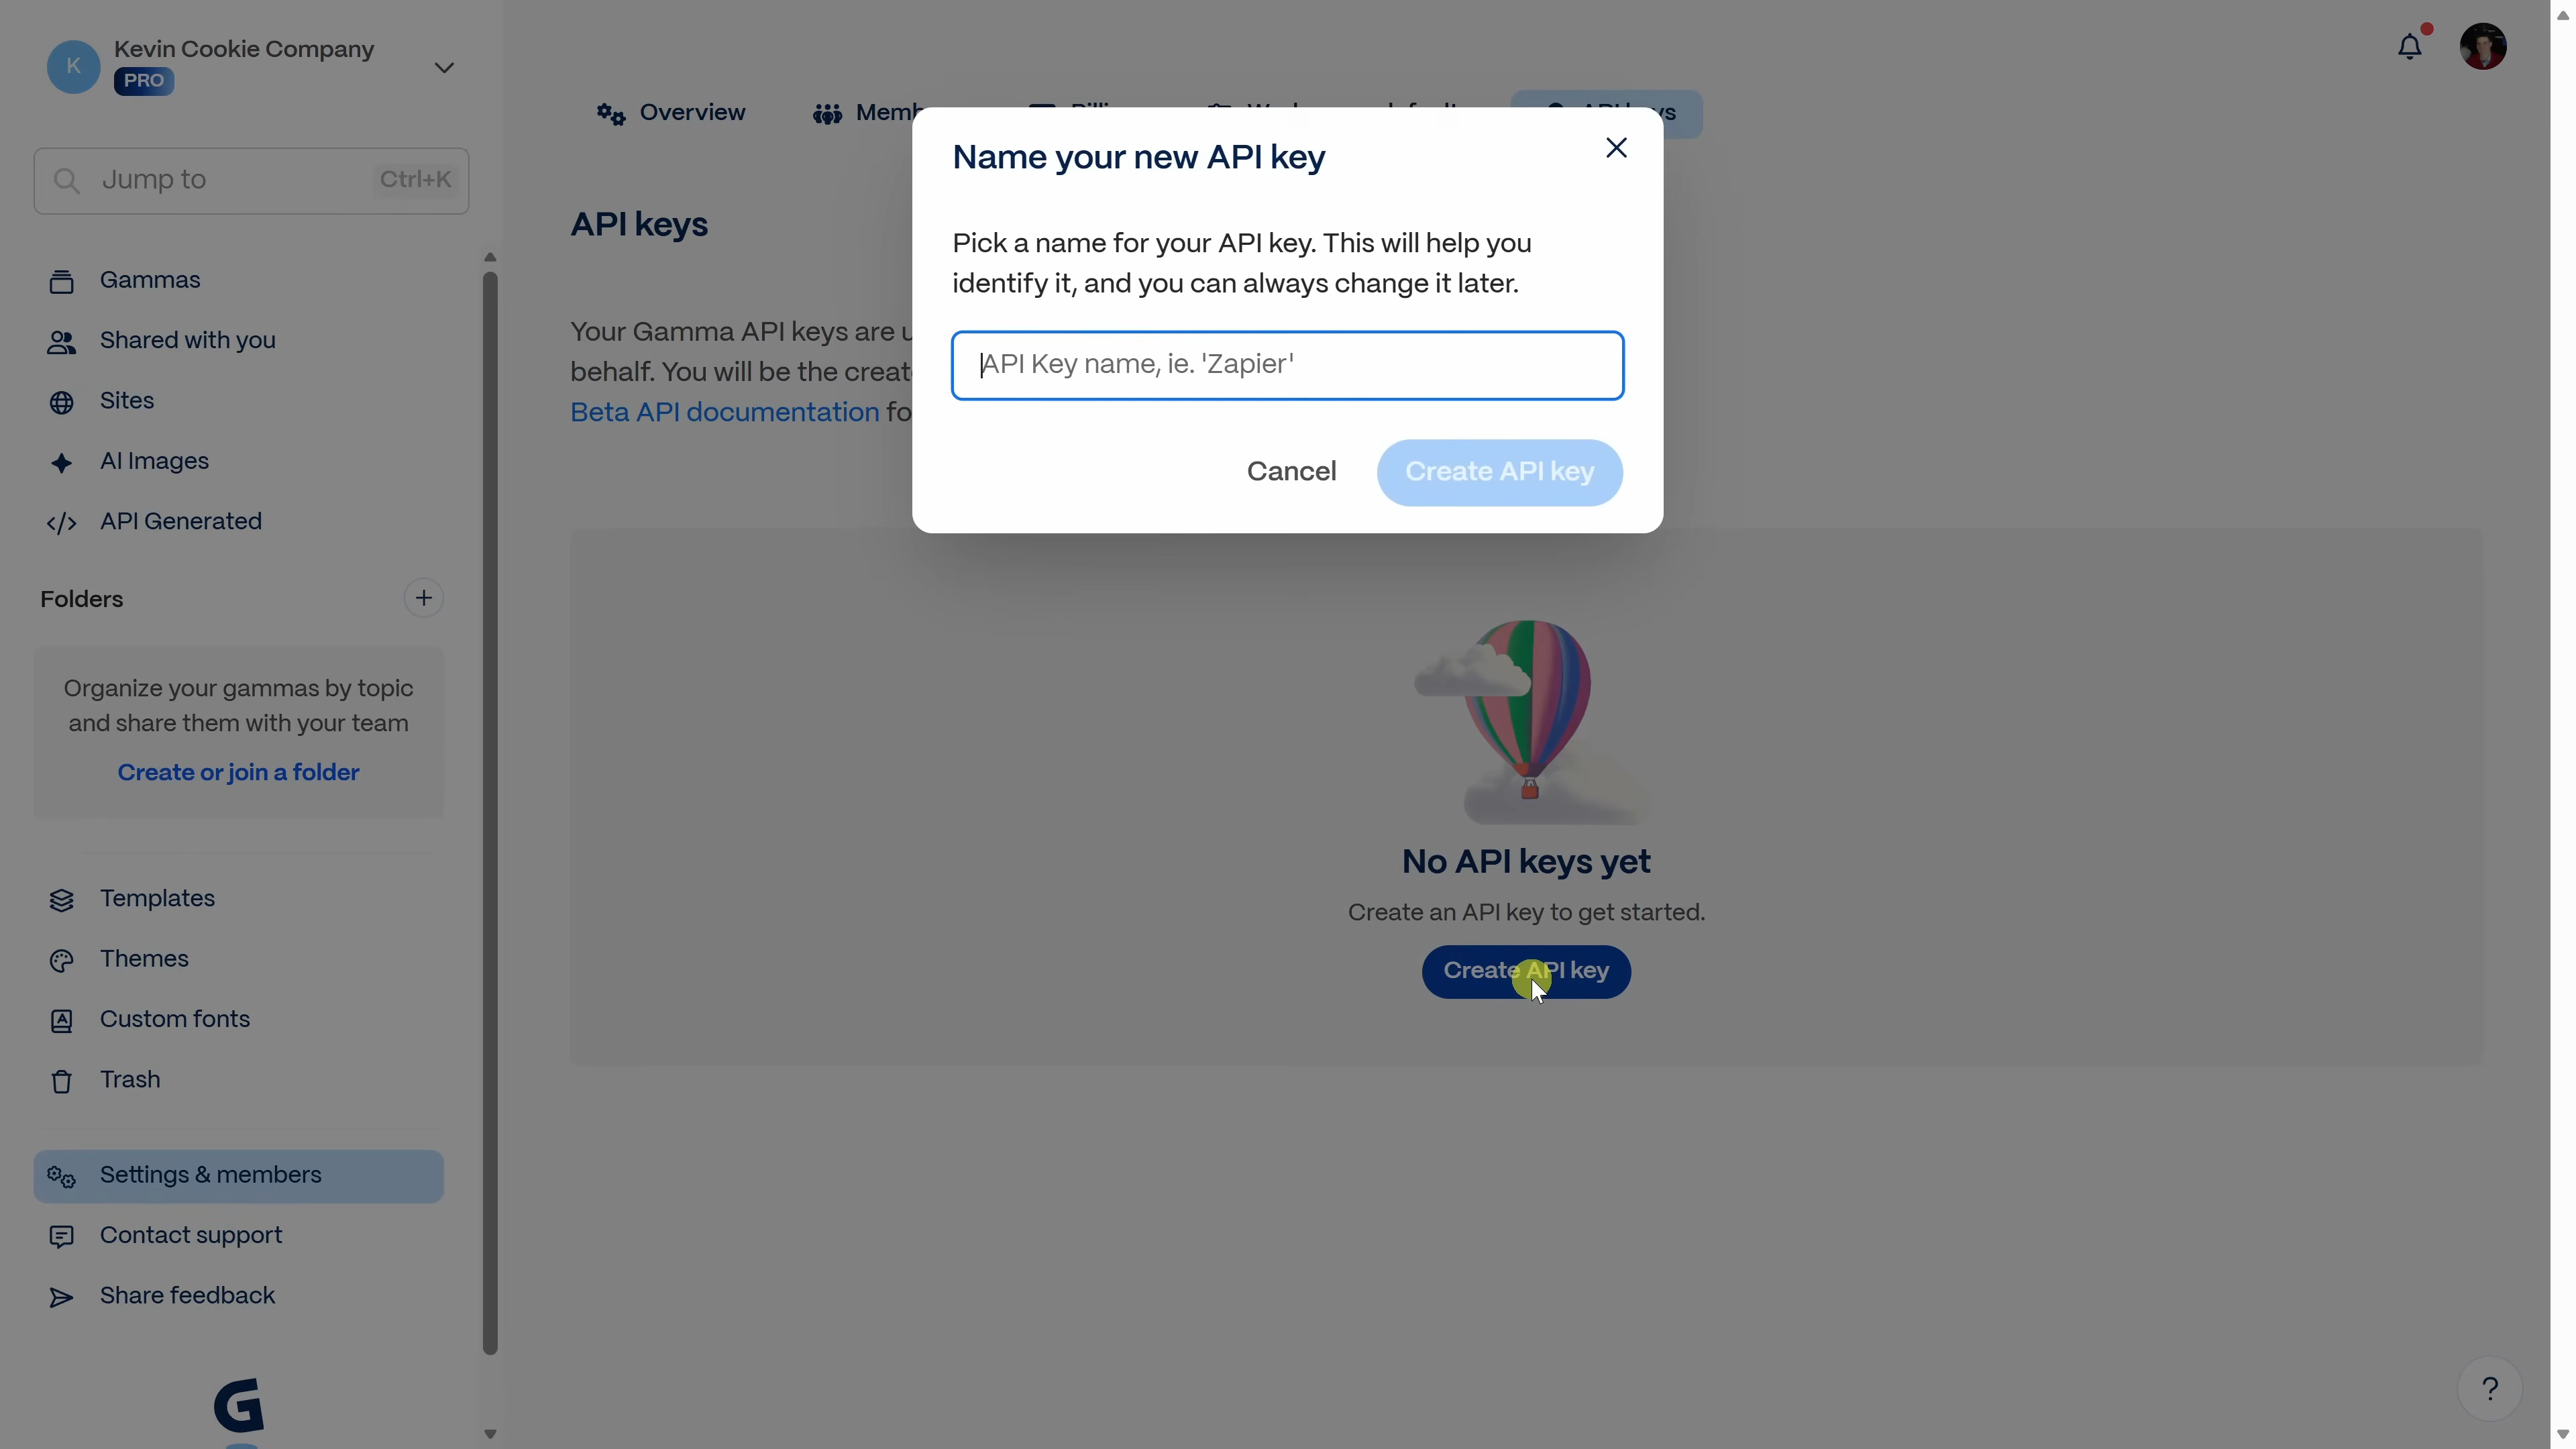 K
Kevin Cookie Company
PRO
Jump to
Ctrl+K
Gammas
Shared with you
Sites
AI Images
API Generated
Folders
Organize your gammas by topic
and share them with your team
Create or join a folder
Templates
Themes
Custom fonts
Trash
Settings & members
Contact support
Share feedback
Overview
API keys
Your Gamma API keys are
behalf. You will be the
Beta API documentation
Name your new API key
Pick a name for your API key. This will help you
identify it, and you can always change it later.
API Key name, ie. 'Zapier'
Cancel
Create API key
No API keys yet
Create an API key to get started.
Create API key
?